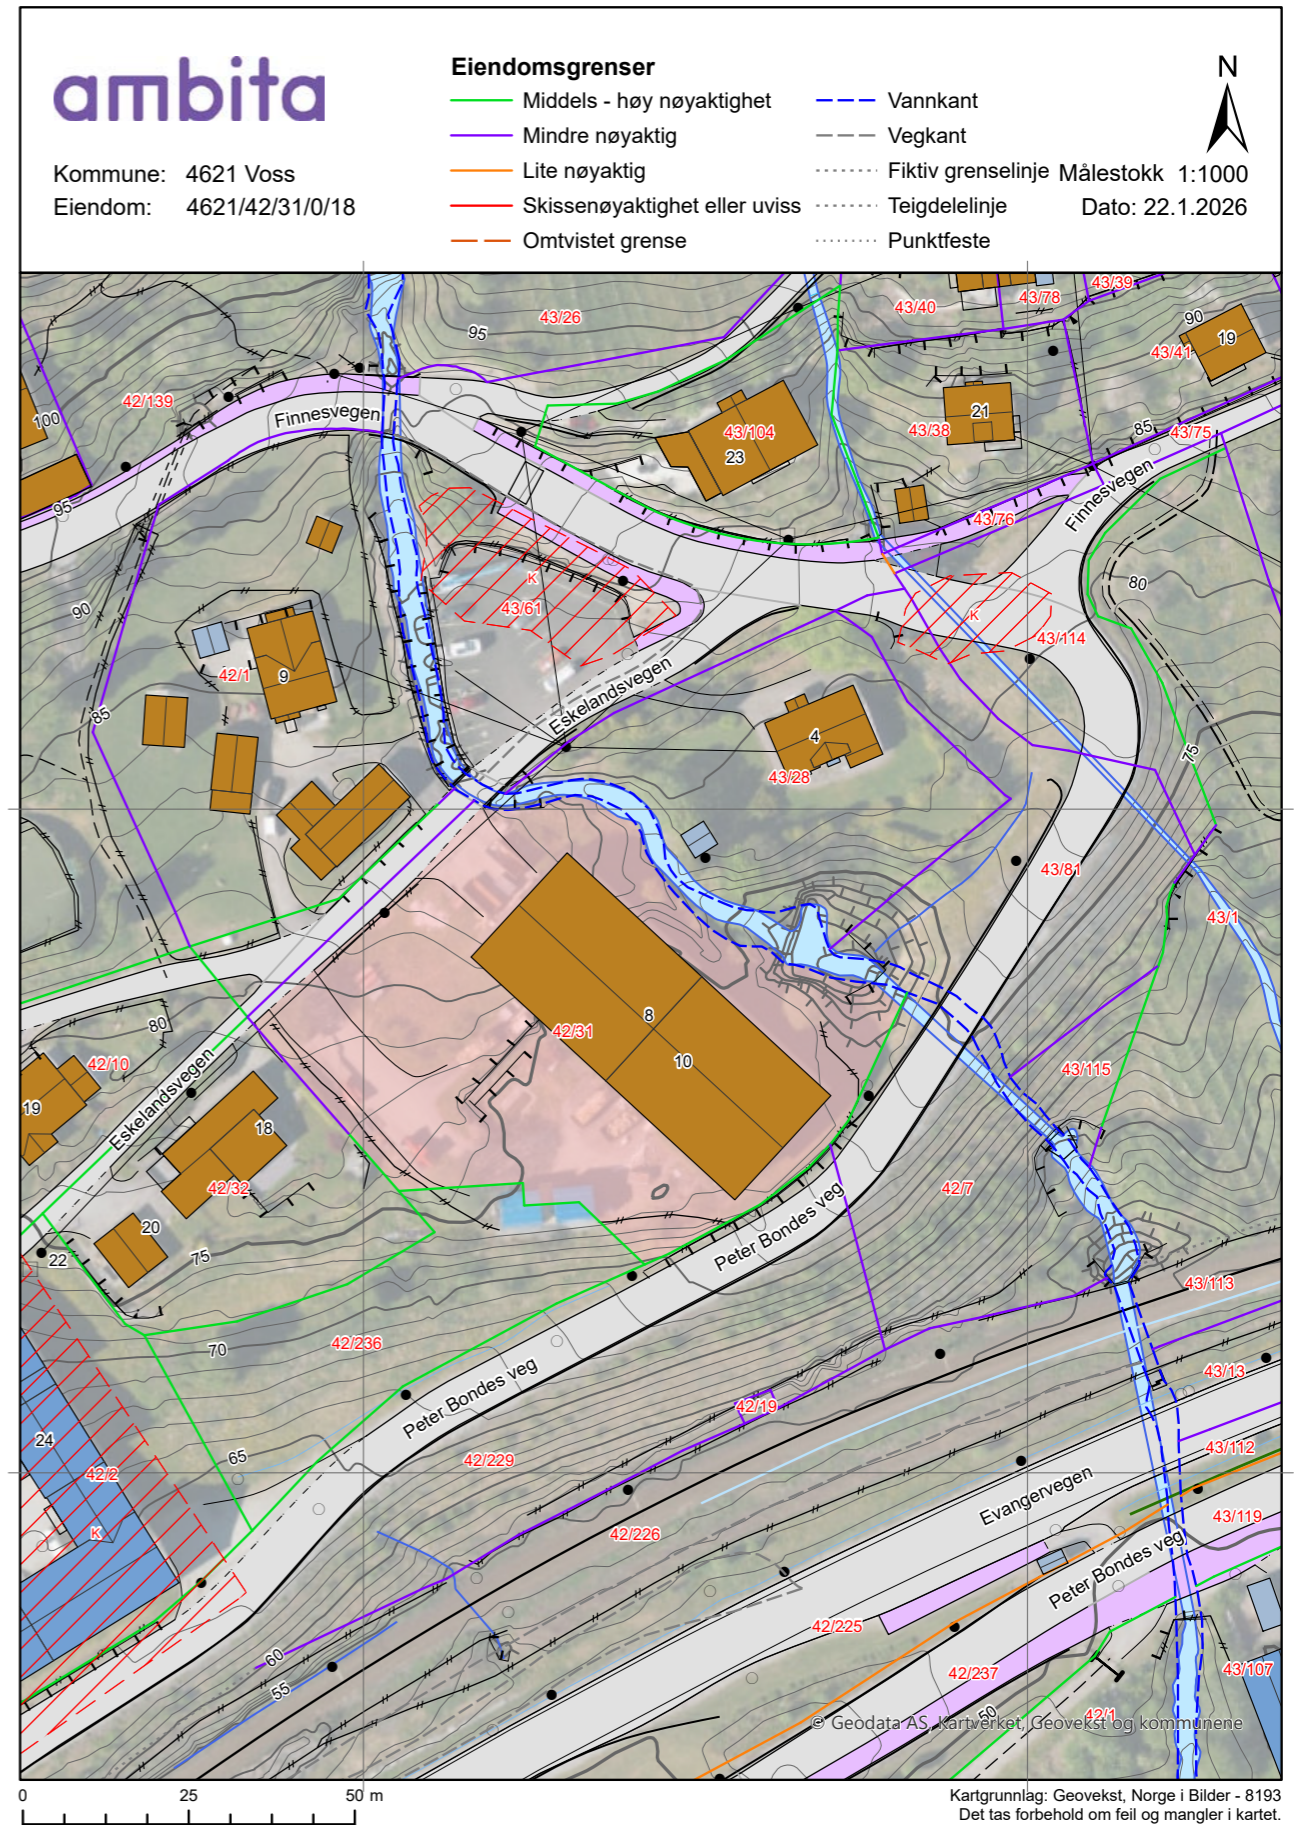 ambita
Kommune: 4621 Voss
Eiendom: 4621/42/31/0/18
Eiendomsgrenser
Middels - høy nøyaktighet
Mindre nøyaktig
Lite nøyaktig
Skissenøyaktighet eller uviss
Omtvistet grense
Vannkant
Vegkant
Fiktiv grenselinje
Teigdelelinje
Punktfeste
N
Målestokk 1:1000
Dato: 22.1.2026
43/39
43/78
43/40
43/26
95
90
19
43/41
42/139
100
Finnesvegen
43/104
23
21
43/38
85
43/75
Finnesvegen
95
43/76
K
43/61
80
90
K
43/114
42/1
9
Eskelandsvegen
85
4
43/28
75
43/81
43/1
8
42/31
10
80
42/10
19
Eskelandsvegen
43/115
18
42/32
42/7
20
22
75
Peter Bondes veg
43/113
70
42/236
43/13
Peter Bondes veg
42/19
24
65
42/229
42/2
43/112
Evangervegen
K
42/226
43/119
Peter Bondes veg
42/225
60
55
42/237
43/107
50
42/1
© Geodata AS, Kartverket, Geovekst og kommunene
0 25 50 m
Kartgrunnlag: Geovekst, Norge i Bilder - 8193
Det tas forbehold om feil og mangler i kartet.